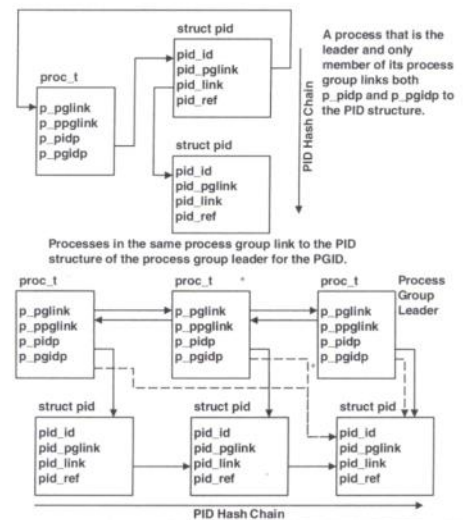 struct pid
pid_id
pid_pglink
pid_link
pid_ref
proc_t
p_pglink
p_ppglink
p_pidp
p_pgidp
struct pid
pid_id
pid_pglink
pid_link
pid_ref
PID Hash Chain
A process that is the
leader and only
member of its process
group links both
p_pidp and p_pgidp to
the PID structure.
Processes in the same process group link to the PID
structure of the process group leader for the PGID.
proc_t
p_pglink
p_ppglink
p_pidp
p_pgidp
proc_t
p_pglink
p_ppglink
p_pidp
p_pgidp
proc_t
p_pglink
p_ppglink
p_pidp
p_pgidp
Process
Group
Leader
struct pid
pid_id
pid_pglink
pid_link
pid_ref
struct pid
pid_id
pid_pglink
pid_link
pid_ref
struct pid
pid_id
pid_pglink
pid_link
pid_ref
PID Hash Chain